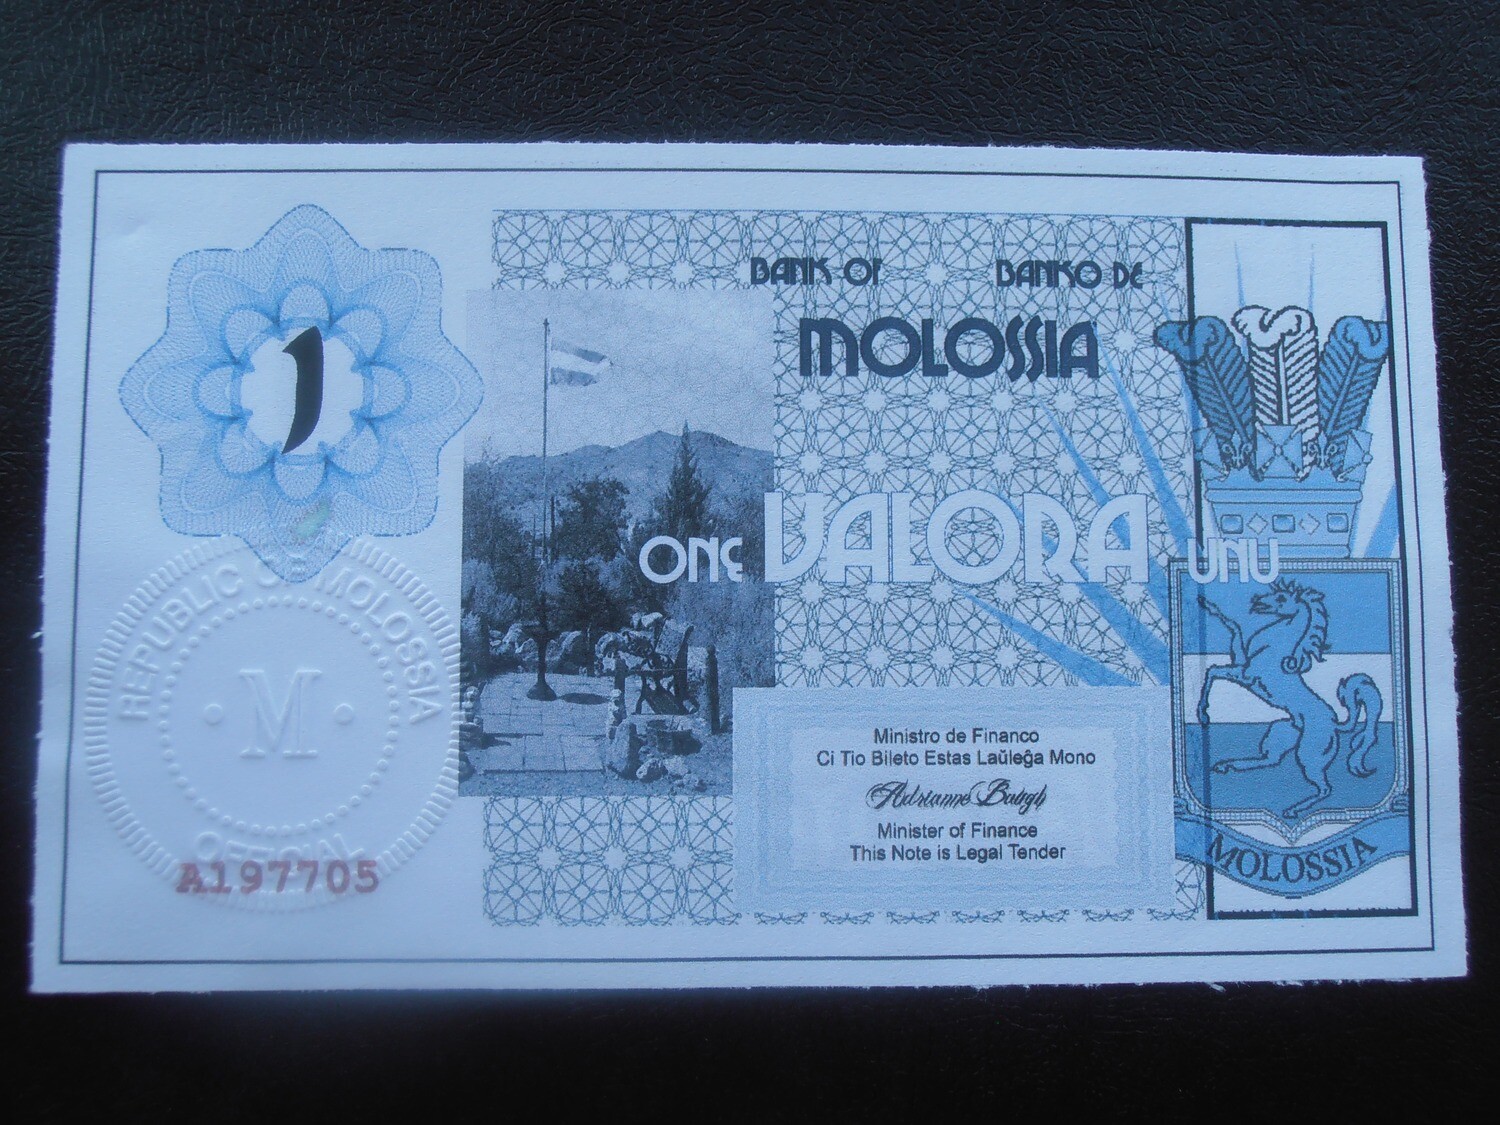 1
BANK OF BANKO DE
MOLOSSIA
ONE VALORA UNU
REPUBLIC OF MOLOSSIA
· M ·
OFFICIAL
A197705
Ministro de Financo
Ci Tio Bileto Estas Laŭleĝa Mono
Adrianne Baugh
Minister of Finance
This Note is Legal Tender
MOLOSSIA